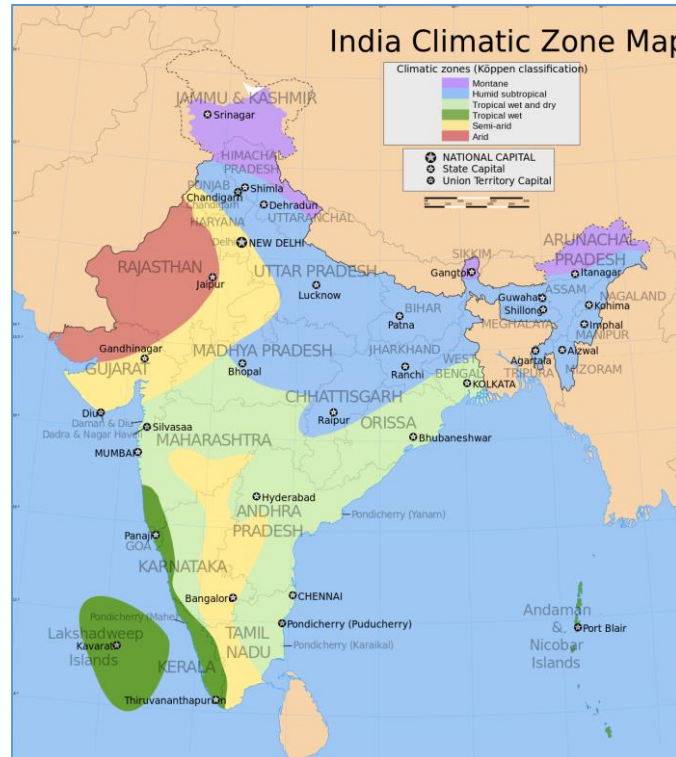 India Climatic Zone Map
Climatic zones (Köppen classification)
Montane
Humid subtropical
Tropical wet and dry
Tropical wet
Semi-arid
Arid
NATIONAL CAPITAL
State Capital
Union Territory Capital
JAMMU & KASHMIR
Srinagar
HIMACHAL
PRADESH
PUNJAB
Shimla
Chandigarh
Chandigarh
Dehradun
UTTARANCHAL
HARYANA
Delhi
NEW DELHI
RAJASTHAN
Jaipur
UTTAR PRADESH
Lucknow
SIKKIM
Gangtok
ARUNACHAL
PRADESH
Itanagar
ASSAM
Guwahati
NAGALAND
Kohima
Shillong
MEGHALAYA
Imphal
MANIPUR
BIHAR
Patna
Gandhinagar
GUJARAT
MADHYA PRADESH
Bhopal
JHARKHAND
Ranchi
WEST
BENGAL
KOLKATA
Agartala
TRIPURA
Aizwal
MIZORAM
CHHATTISGARH
Raipur
ORISSA
Bhubaneshwar
Diu
Daman & Diu
Dadra & Nagar Haveli
Silvasaa
MAHARASHTRA
MUMBAI
Hyderabad
ANDHRA
PRADESH
Pondicherry (Yanam)
Panaji
GOA
KARNATAKA
Bangalore
CHENNAI
Pondicherry (Mahe)
Pondicherry (Puducherry)
Pondicherry (Karaikal)
TAMIL
NADU
Lakshadweep
Kavarati
Islands
KERALA
Thiruvananthapuram
Andaman
&
Nicobar
Islands
Port Blair